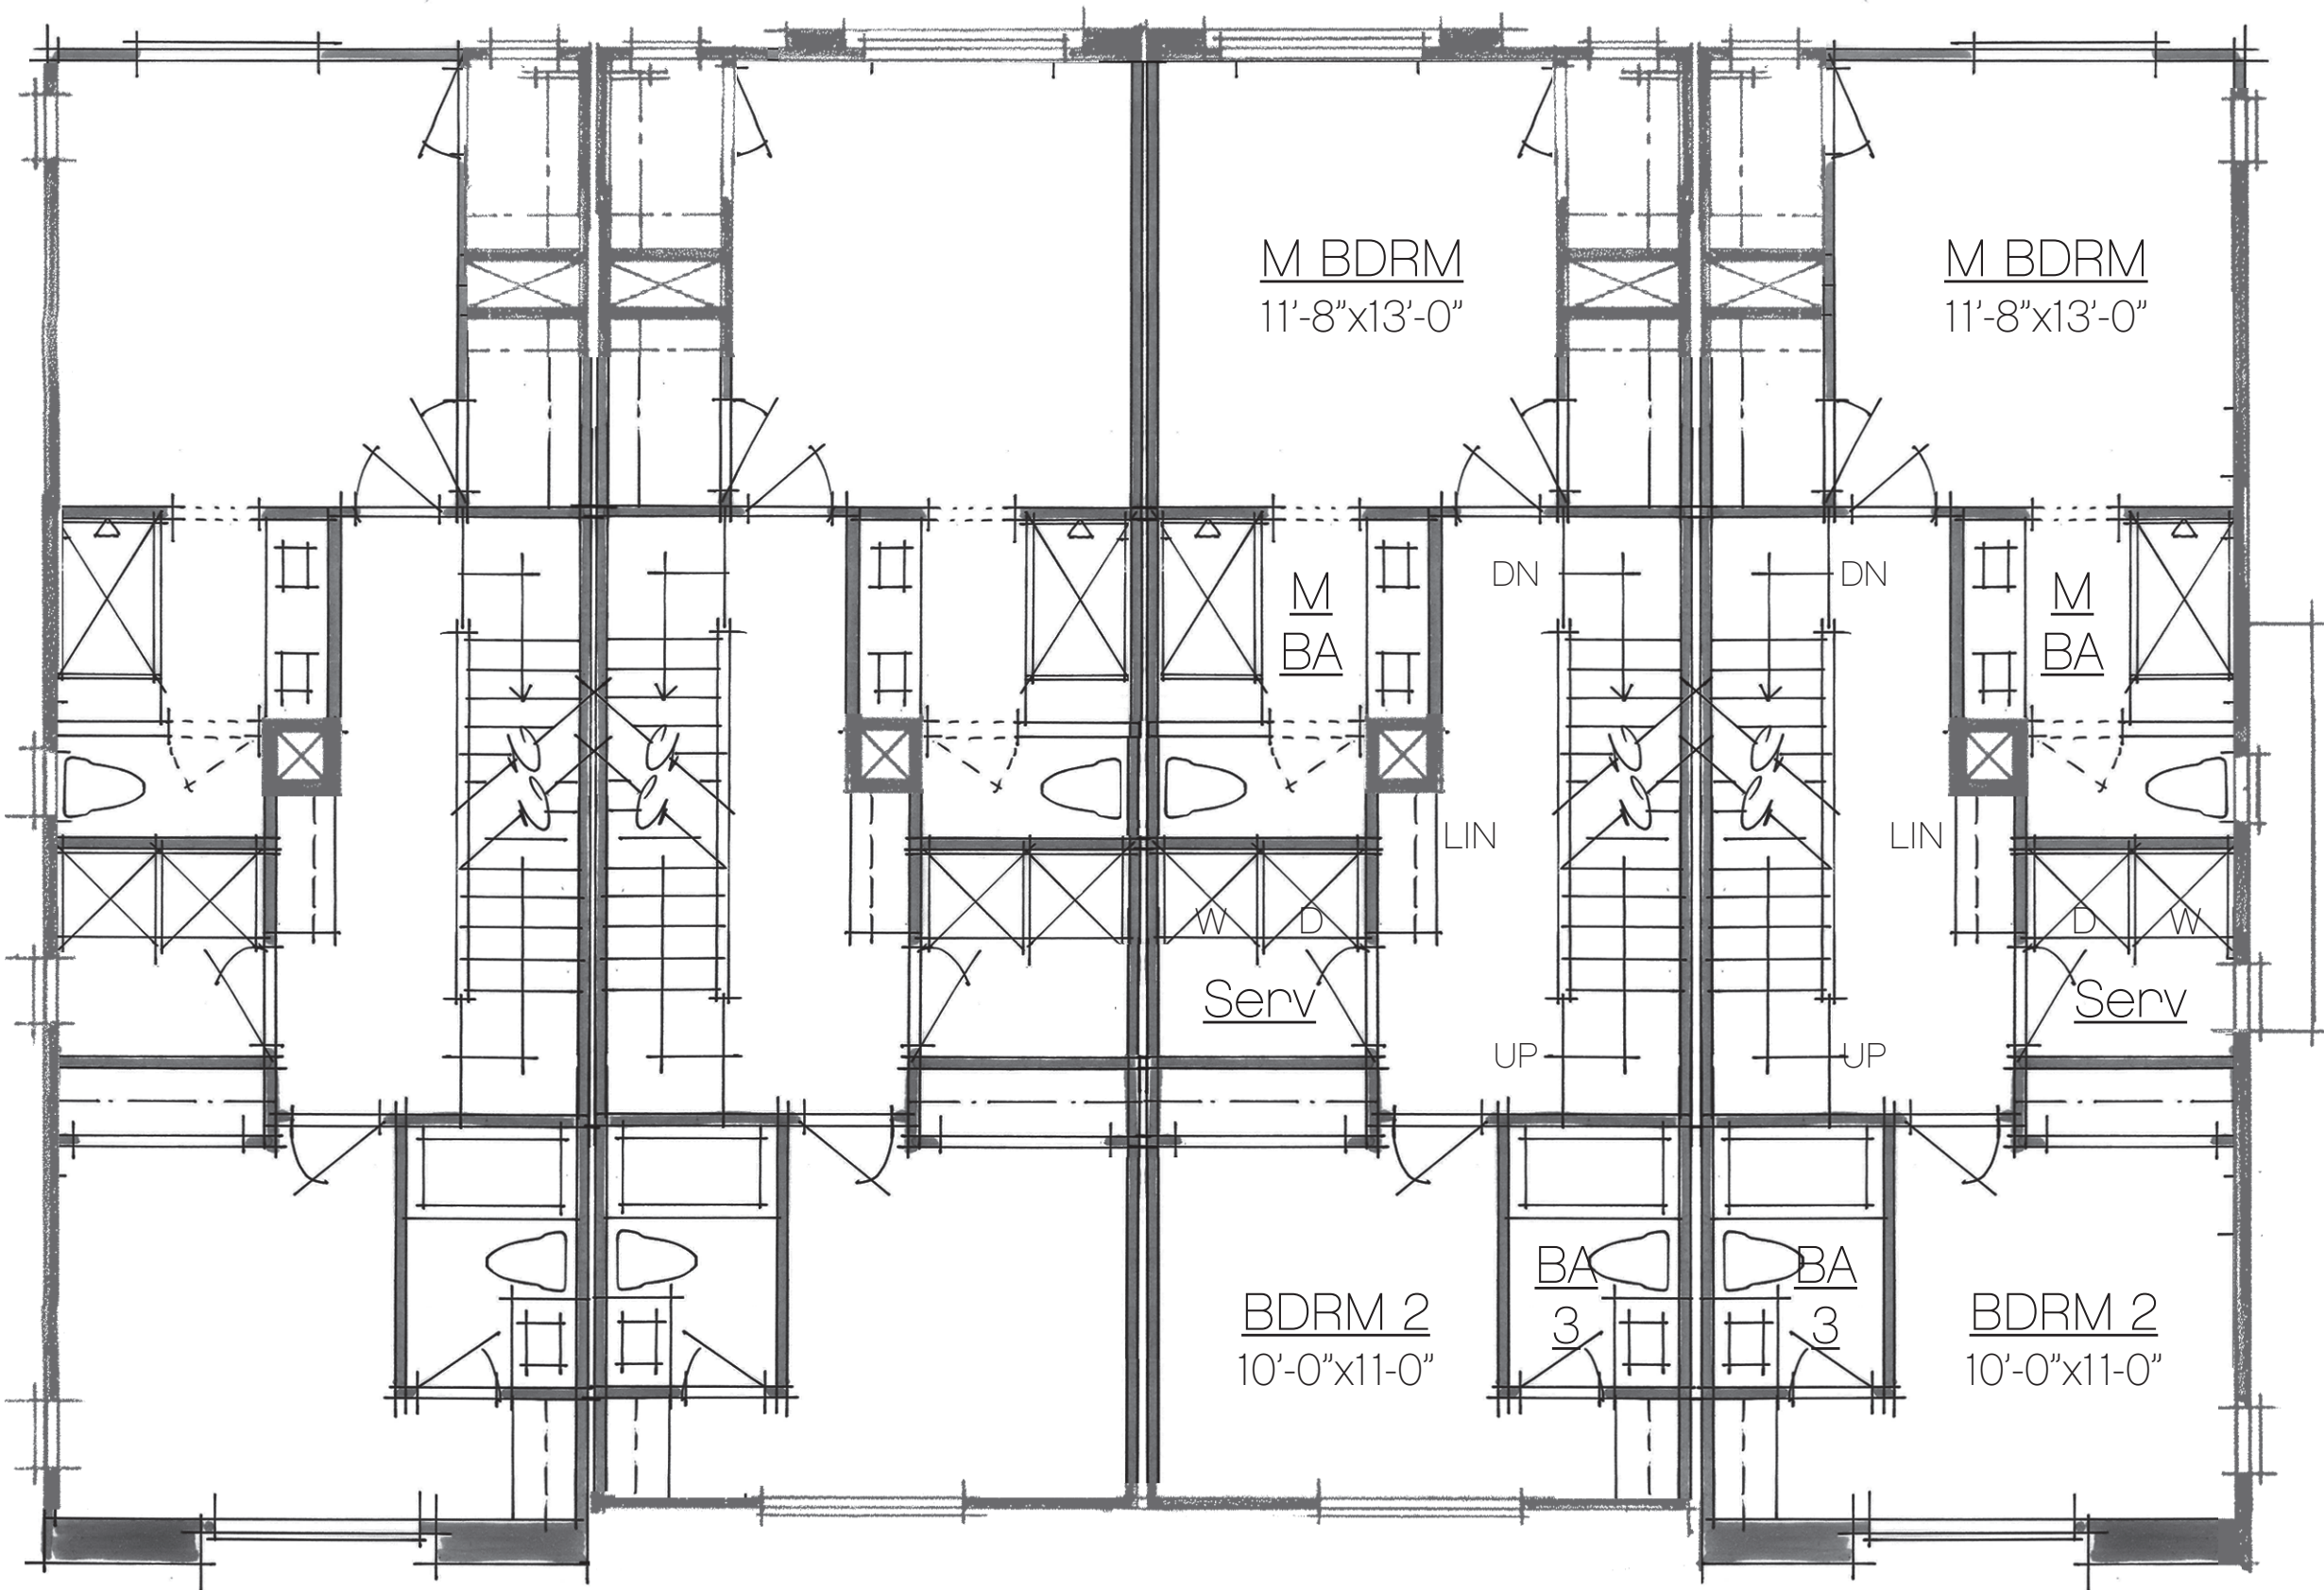 M BDRM
11'-8"x13'-0"
M BDRM
11'-8"x13'-0"
DN
DN
M
BA
M
BA
LIN
LIN
W
D
D
W
Serv
Serv
UP
UP
BA
3
BA
3
BDRM 2
10'-0"x11-0"
BDRM 2
10'-0"x11-0"